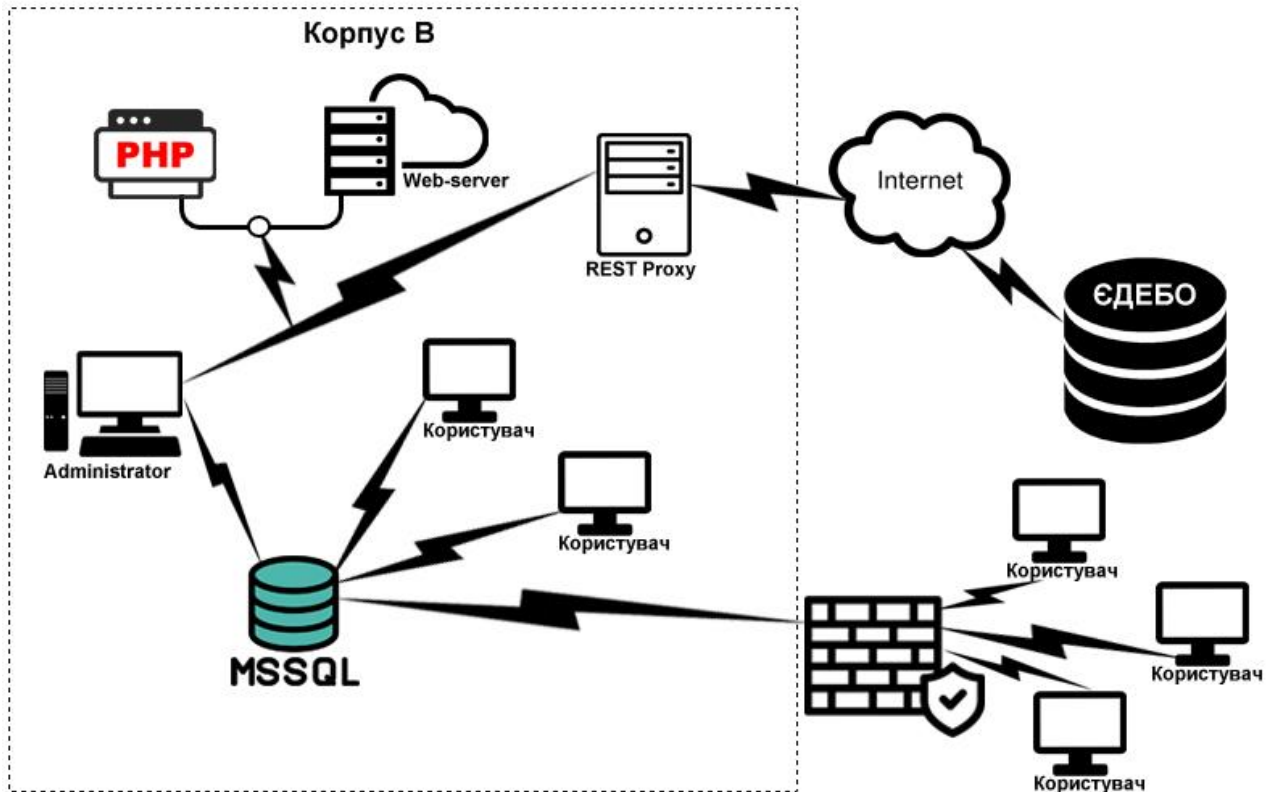 Корпус В
PHP
Web-server
REST Proxy
Internet
ЄДЕБО
Administrator
Користувач
Користувач
MSSQL
Користувач
Користувач
Користувач